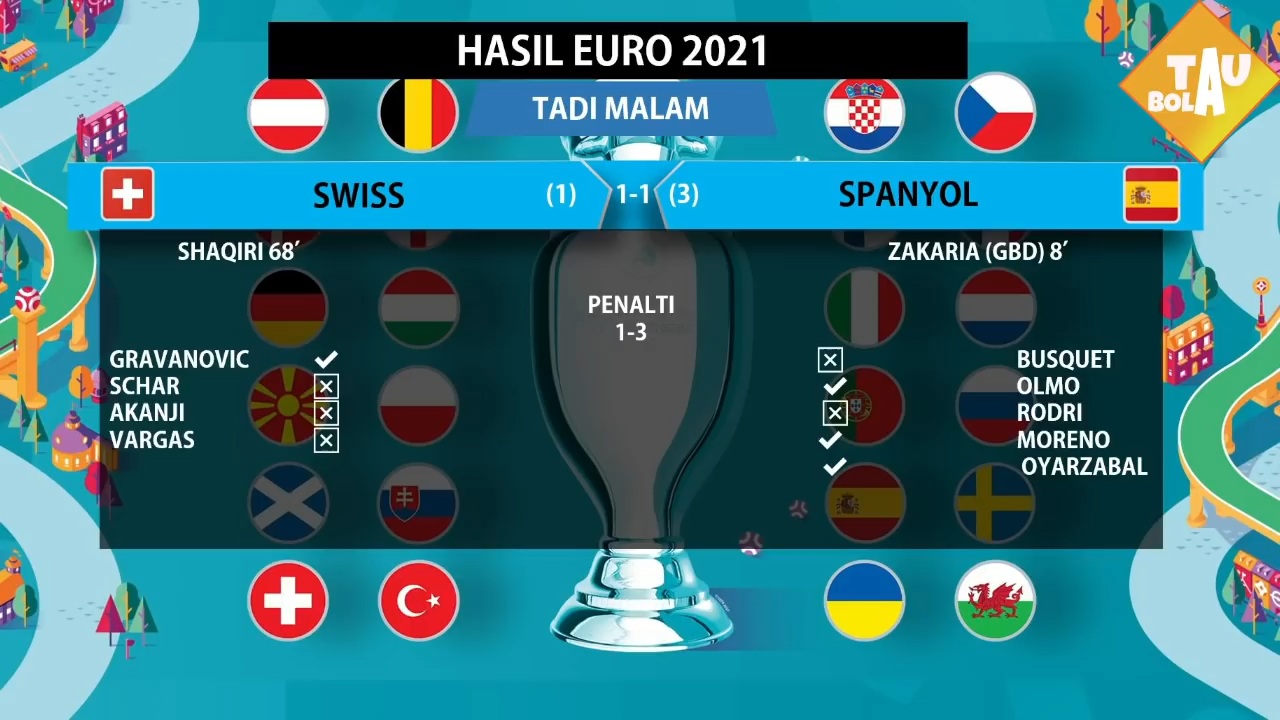 HASIL EURO 2021
TAU
BOLA
TADI MALAM
SWISS (1) 1-1 (3) SPANYOL
SHAQIRI 68′
ZAKARIA (GBD) 8′
PENALTI
1-3
GRAVANOVIC
SCHAR
AKANJI
VARGAS
BUSQUET
OLMO
RODRI
MORENO
OYARZABAL